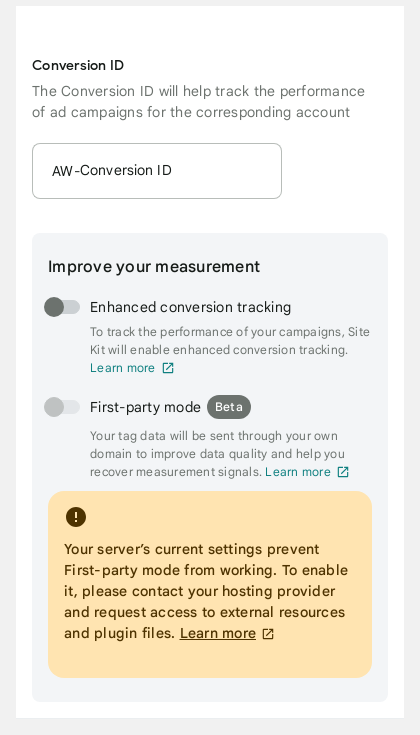 Conversion ID
The Conversion ID will help track the performance
of ad campaigns for the corresponding account
AW-Conversion ID
Improve your measurement
Enhanced conversion tracking
To track the performance of your campaigns, Site
Kit will enable enhanced conversion tracking.
Learn more
First-party mode Beta
Your tag data will be sent through your own
domain to improve data quality and help you
recover measurement signals. Learn more
Your server’s current settings prevent
First-party mode from working. To enable
it, please contact your hosting provider
and request access to external resources
and plugin files. Learn more